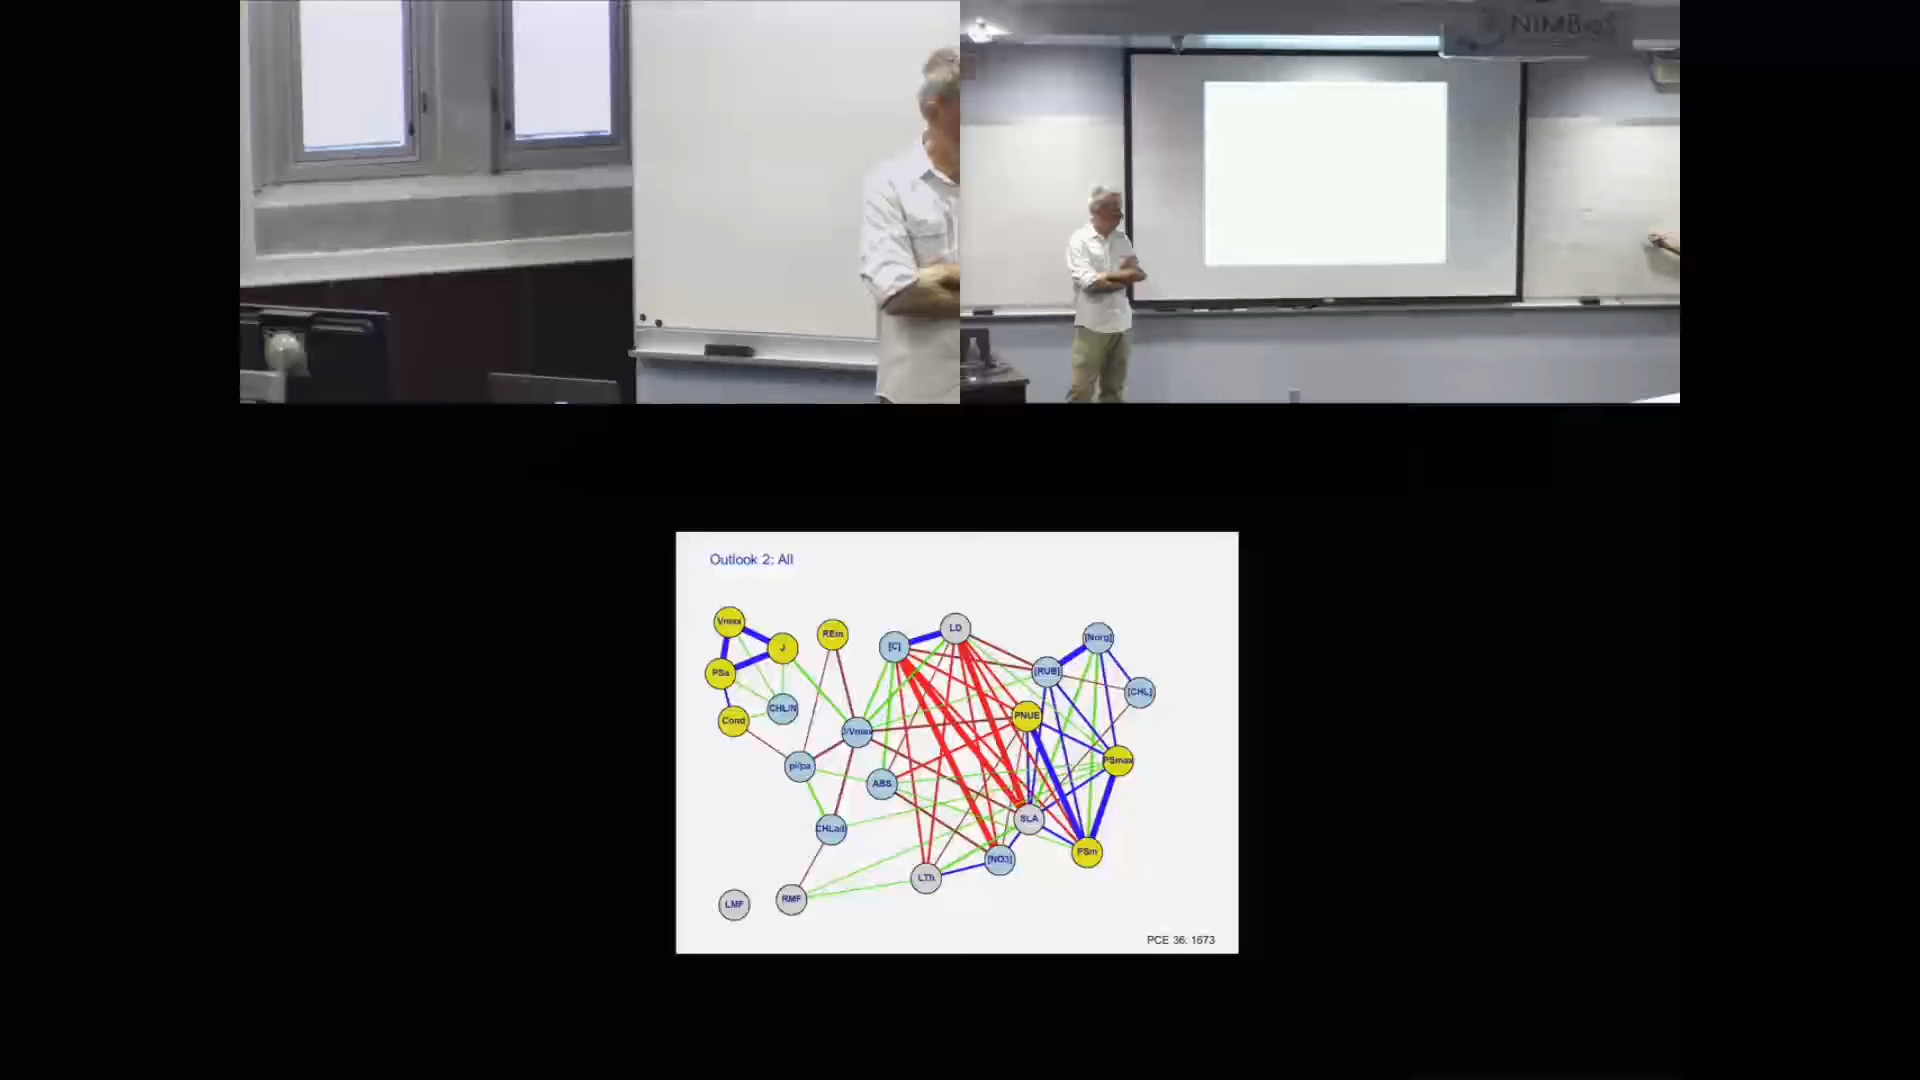 NIMBioS
Outlook 2: All
Vmax
REm
LD
[C]
[Norg]
J
PSa
[RUB]
[CHL]
CHL/N
Cond
PNUE
J/Vmax
pi/pa
PSmax
ABS
SLA
CHLa/b
PSm
[NO3]
LTh
RMF
LMF
PCE 36: 1673